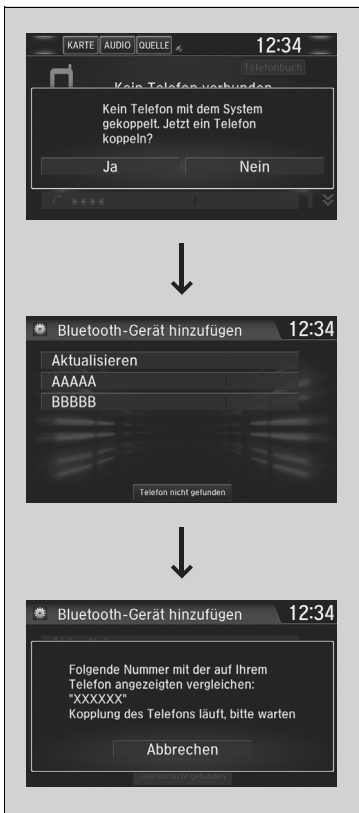 KARTE AUDIO QUELLE 12:34
Telefonbuch
Kein Telefon verbunden
Kein Telefon mit dem System
gekoppelt. Jetzt ein Telefon
koppeln?
Ja Nein
****
Bluetooth-Gerät hinzufügen 12:34
Aktualisieren
AAAAA
BBBBB
Telefon nicht gefunden
Bluetooth-Gerät hinzufügen 12:34
Folgende Nummer mit der auf Ihrem
Telefon angezeigten vergleichen:
"XXXXXX"
Kopplung des Telefons läuft, bitte warten
Abbrechen
Telefon nicht gefunden